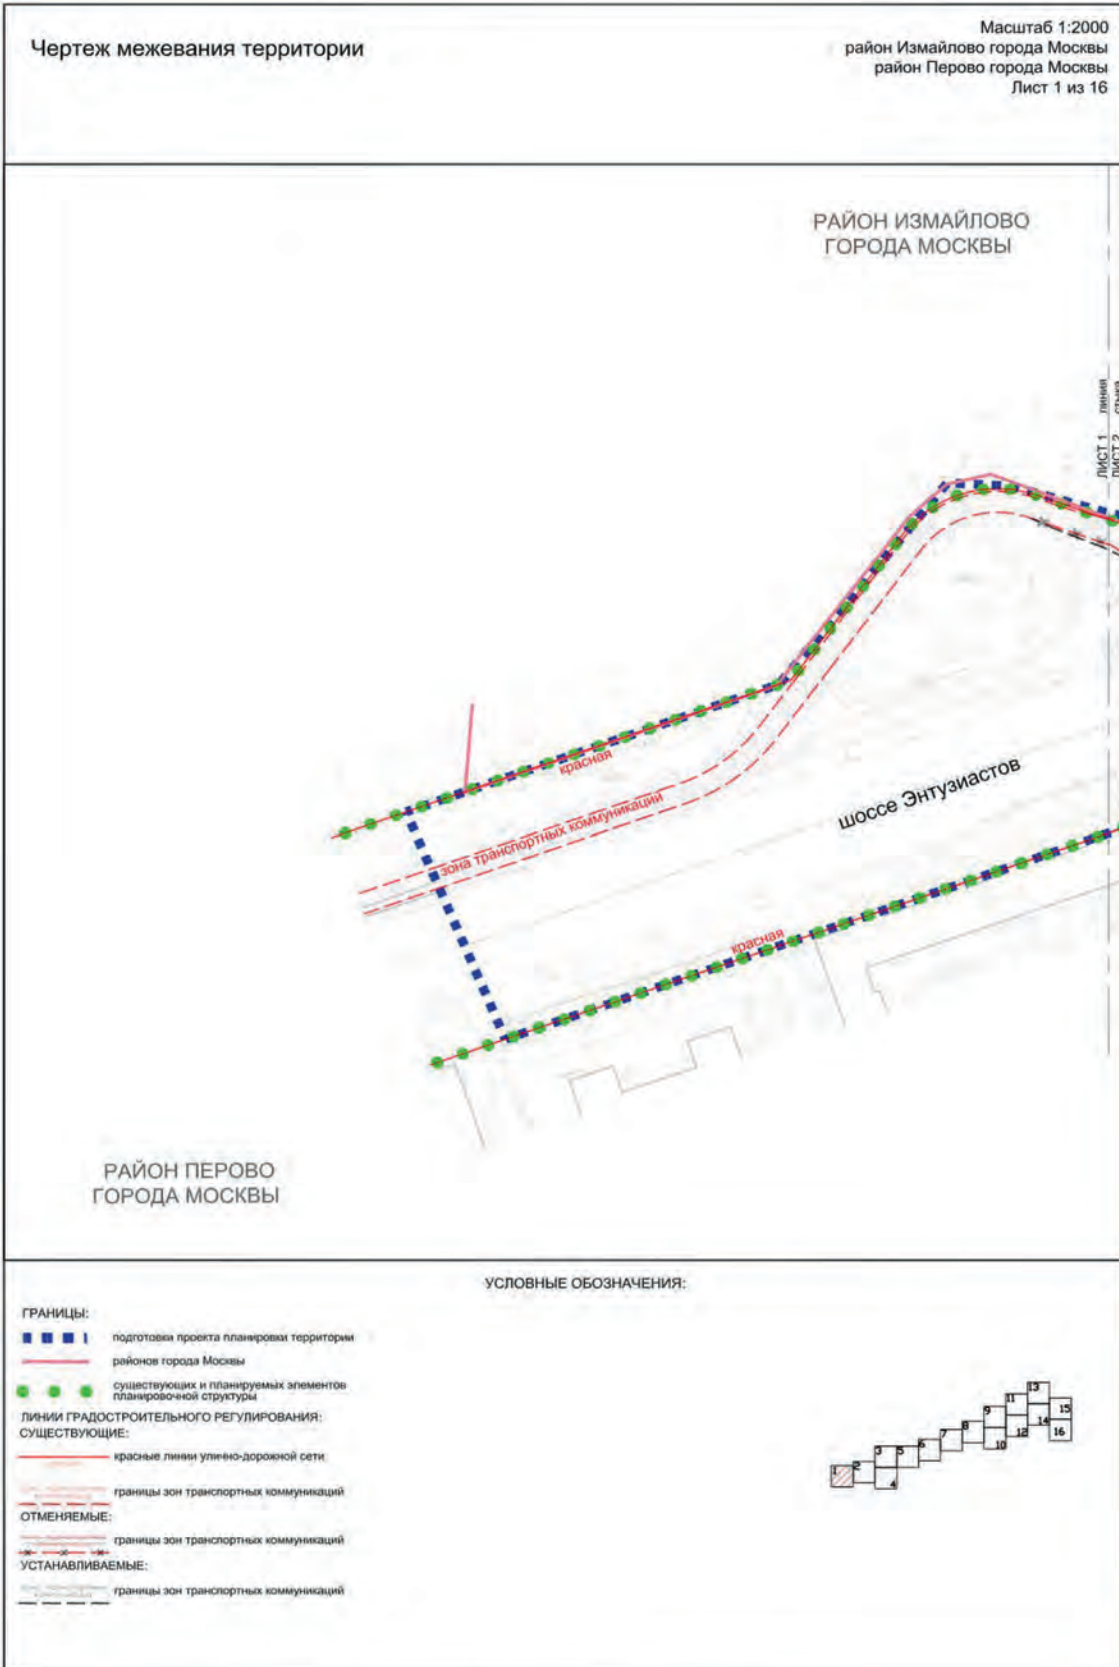 Чертеж межевания территории
Масштаб 1:2000
район Измайлово города Москвы
район Перово города Москвы
Лист 1 из 16
РАЙОН ИЗМАЙЛОВО
ГОРОДА МОСКВЫ
ЛИСТ 1 линия
ЛИСТ 2 стыка
красная
зона транспортных коммуникаций
шоссе Энтузиастов
красная
РАЙОН ПЕРОВО
ГОРОДА МОСКВЫ
УСЛОВНЫЕ ОБОЗНАЧЕНИЯ:
ГРАНИЦЫ:
подготовки проекта планировки территории
районов города Москвы
существующих и планируемых элементов
планировочной структуры
ЛИНИИ ГРАДОСТРОИТЕЛЬНОГО РЕГУЛИРОВАНИЯ:
СУЩЕСТВУЮЩИЕ:
красные линии улично-дорожной сети
границы зон транспортных коммуникаций
ОТМЕНЯЕМЫЕ:
границы зон транспортных коммуникаций
УСТАНАВЛИВАЕМЫЕ:
границы зон транспортных коммуникаций
1
2
3
4
5
6
7
8
9
10
11
12
13
14
15
16